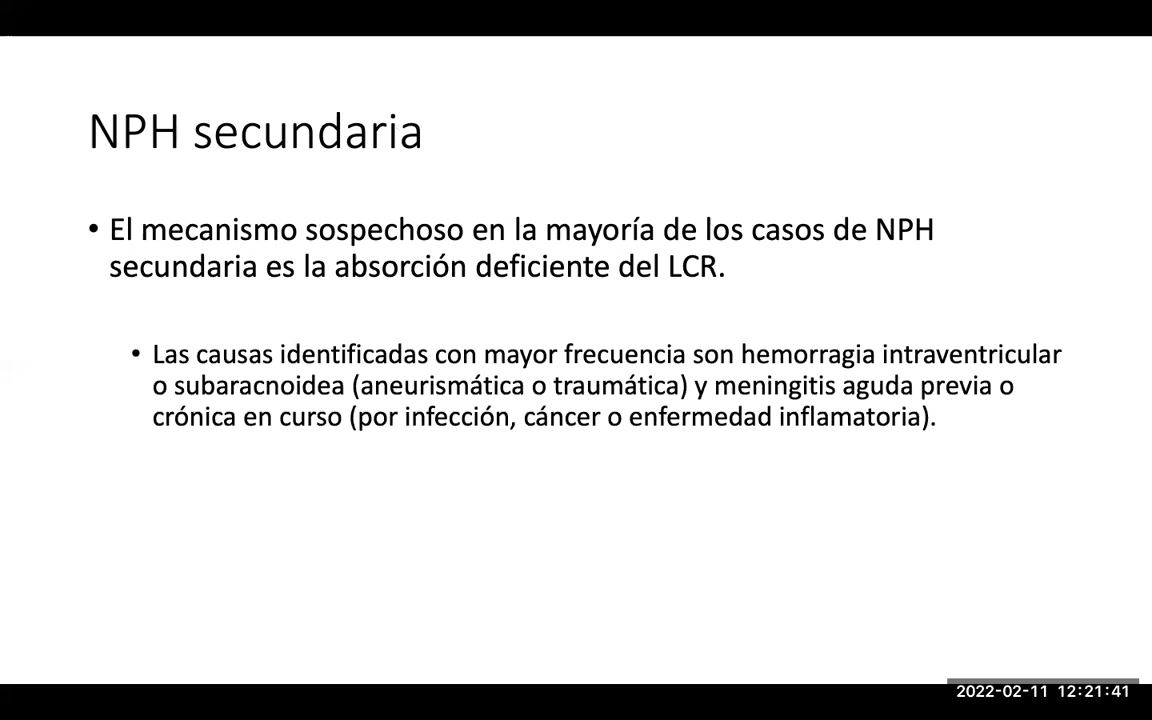 NPH secundaria
• El mecanismo sospechoso en la mayoría de los casos de NPH
secundaria es la absorción deficiente del LCR.
• Las causas identificadas con mayor frecuencia son hemorragia intraventricular
o subaracnoidea (aneurismática o traumática) y meningitis aguda previa o
crónica en curso (por infección, cáncer o enfermedad inflamatoria).
2022-02-11 12:21:41